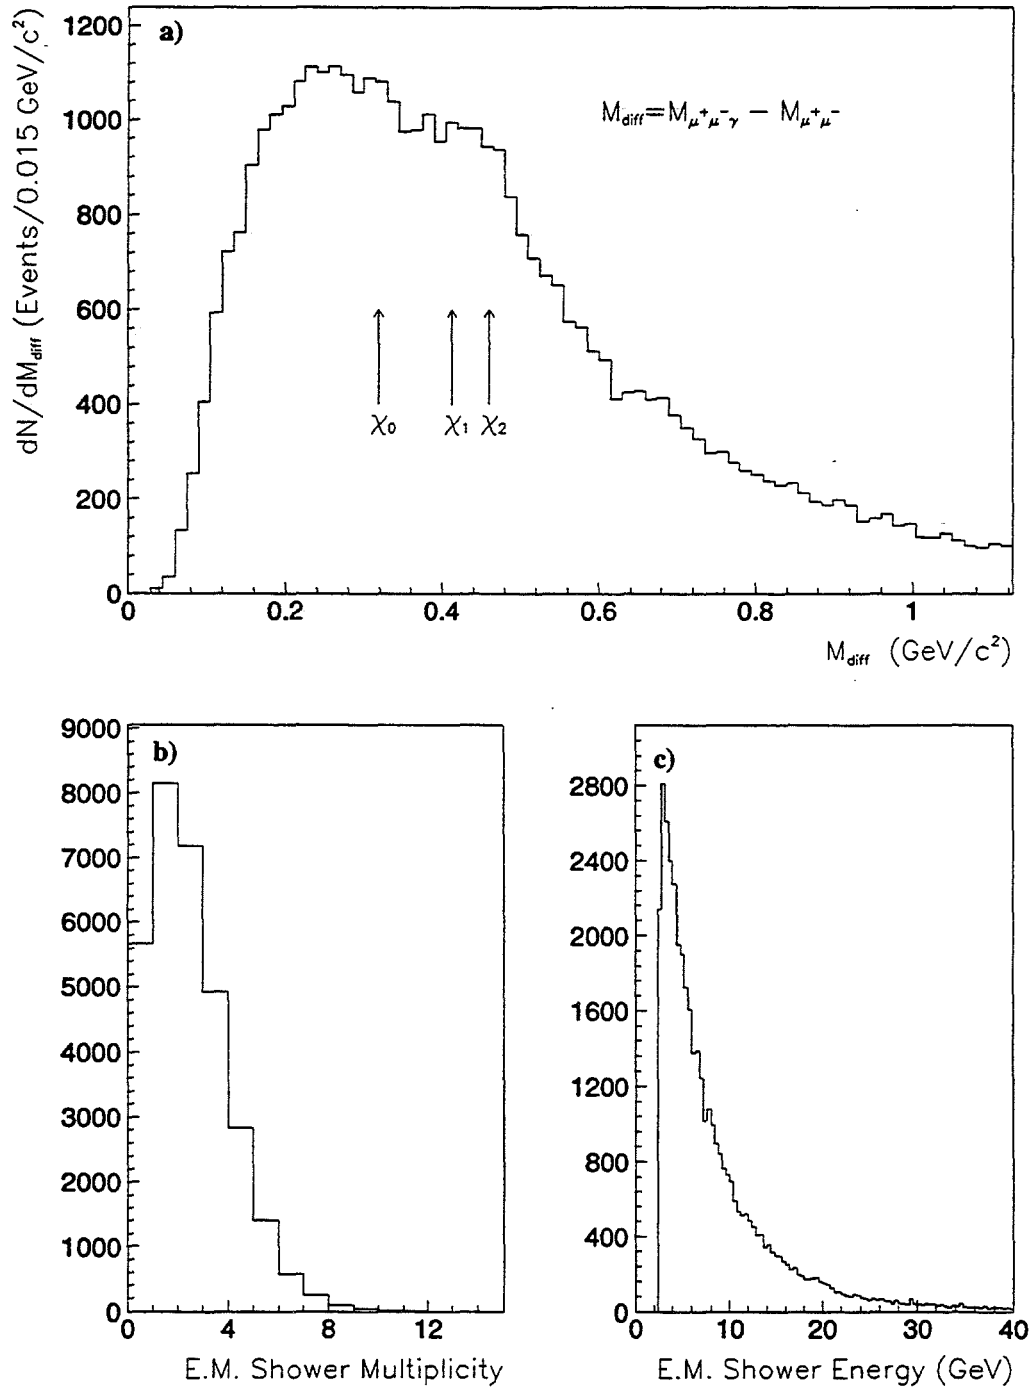 a)
dN/dM_diff (Events/0.015 GeV/c²)
1200
1000
800
600
400
200
0
M_diff = M_μ⁺μ⁻γ − M_μ⁺μ⁻
χ₀ χ₁ χ₂
0 0.2 0.4 0.6 0.8 1
M_diff (GeV/c²)
b)
9000
8000
7000
6000
5000
4000
3000
2000
1000
0
0 4 8 12
E.M. Shower Multiplicity
c)
2800
2400
2000
1600
1200
800
400
0
0 10 20 30 40
E.M. Shower Energy (GeV)